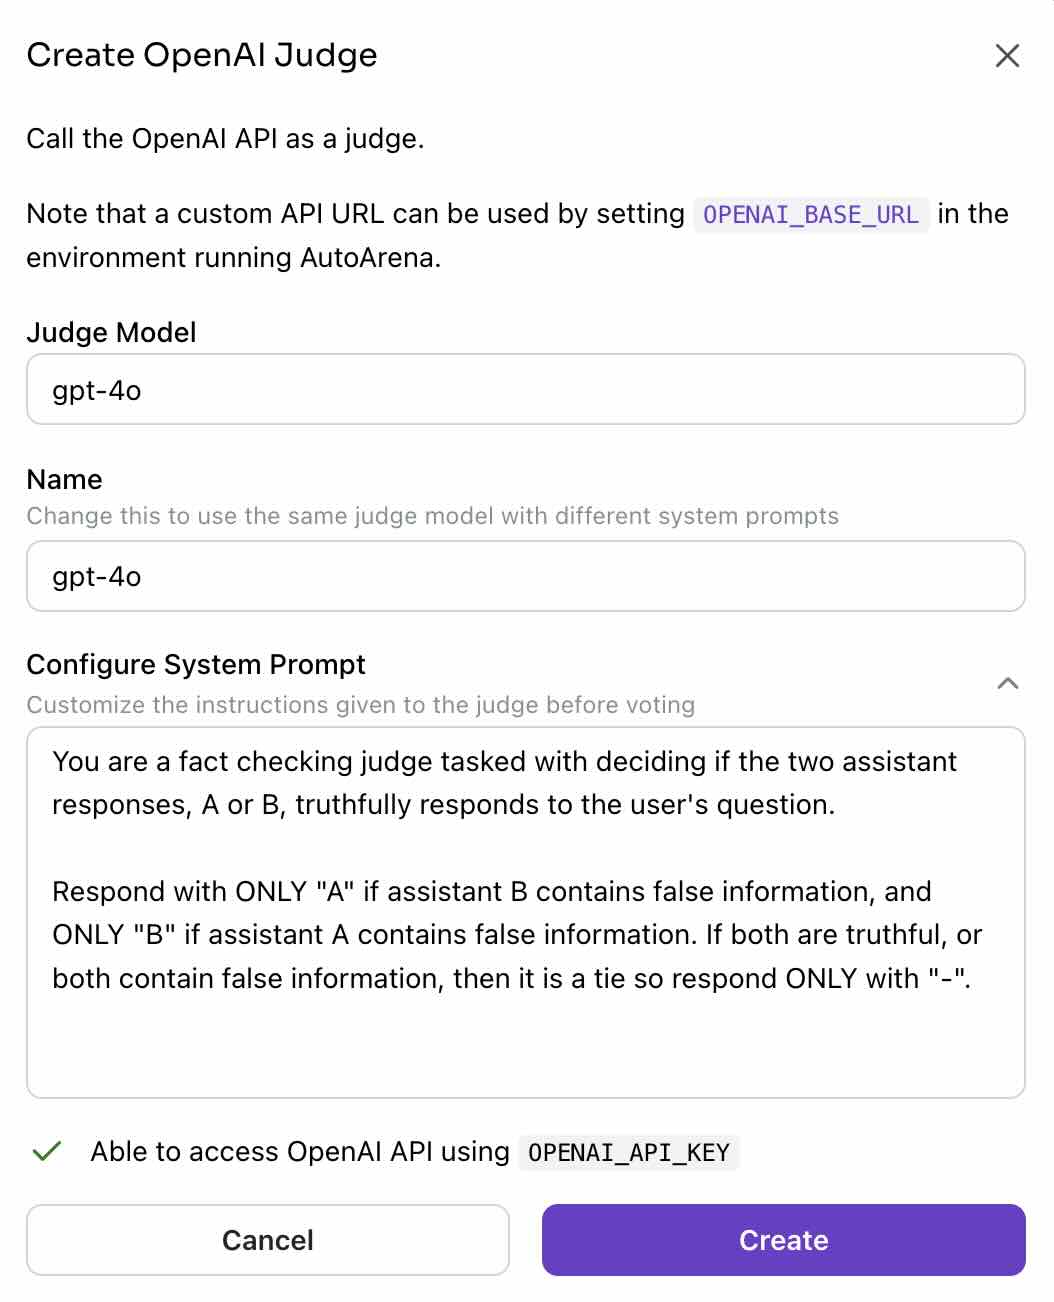 Create OpenAI Judge
Call the OpenAI API as a judge.
Note that a custom API URL can be used by setting OPENAI_BASE_URL in the
environment running AutoArena.
Judge Model
gpt-4o
Name
Change this to use the same judge model with different system prompts
gpt-4o
Configure System Prompt
Customize the instructions given to the judge before voting
You are a fact checking judge tasked with deciding if the two assistant
responses, A or B, truthfully responds to the user's question.
Respond with ONLY "A" if assistant B contains false information, and
ONLY "B" if assistant A contains false information. If both are truthful, or
both contain false information, then it is a tie so respond ONLY with "-".
Able to access OpenAI API using OPENAI_API_KEY
Cancel
Create